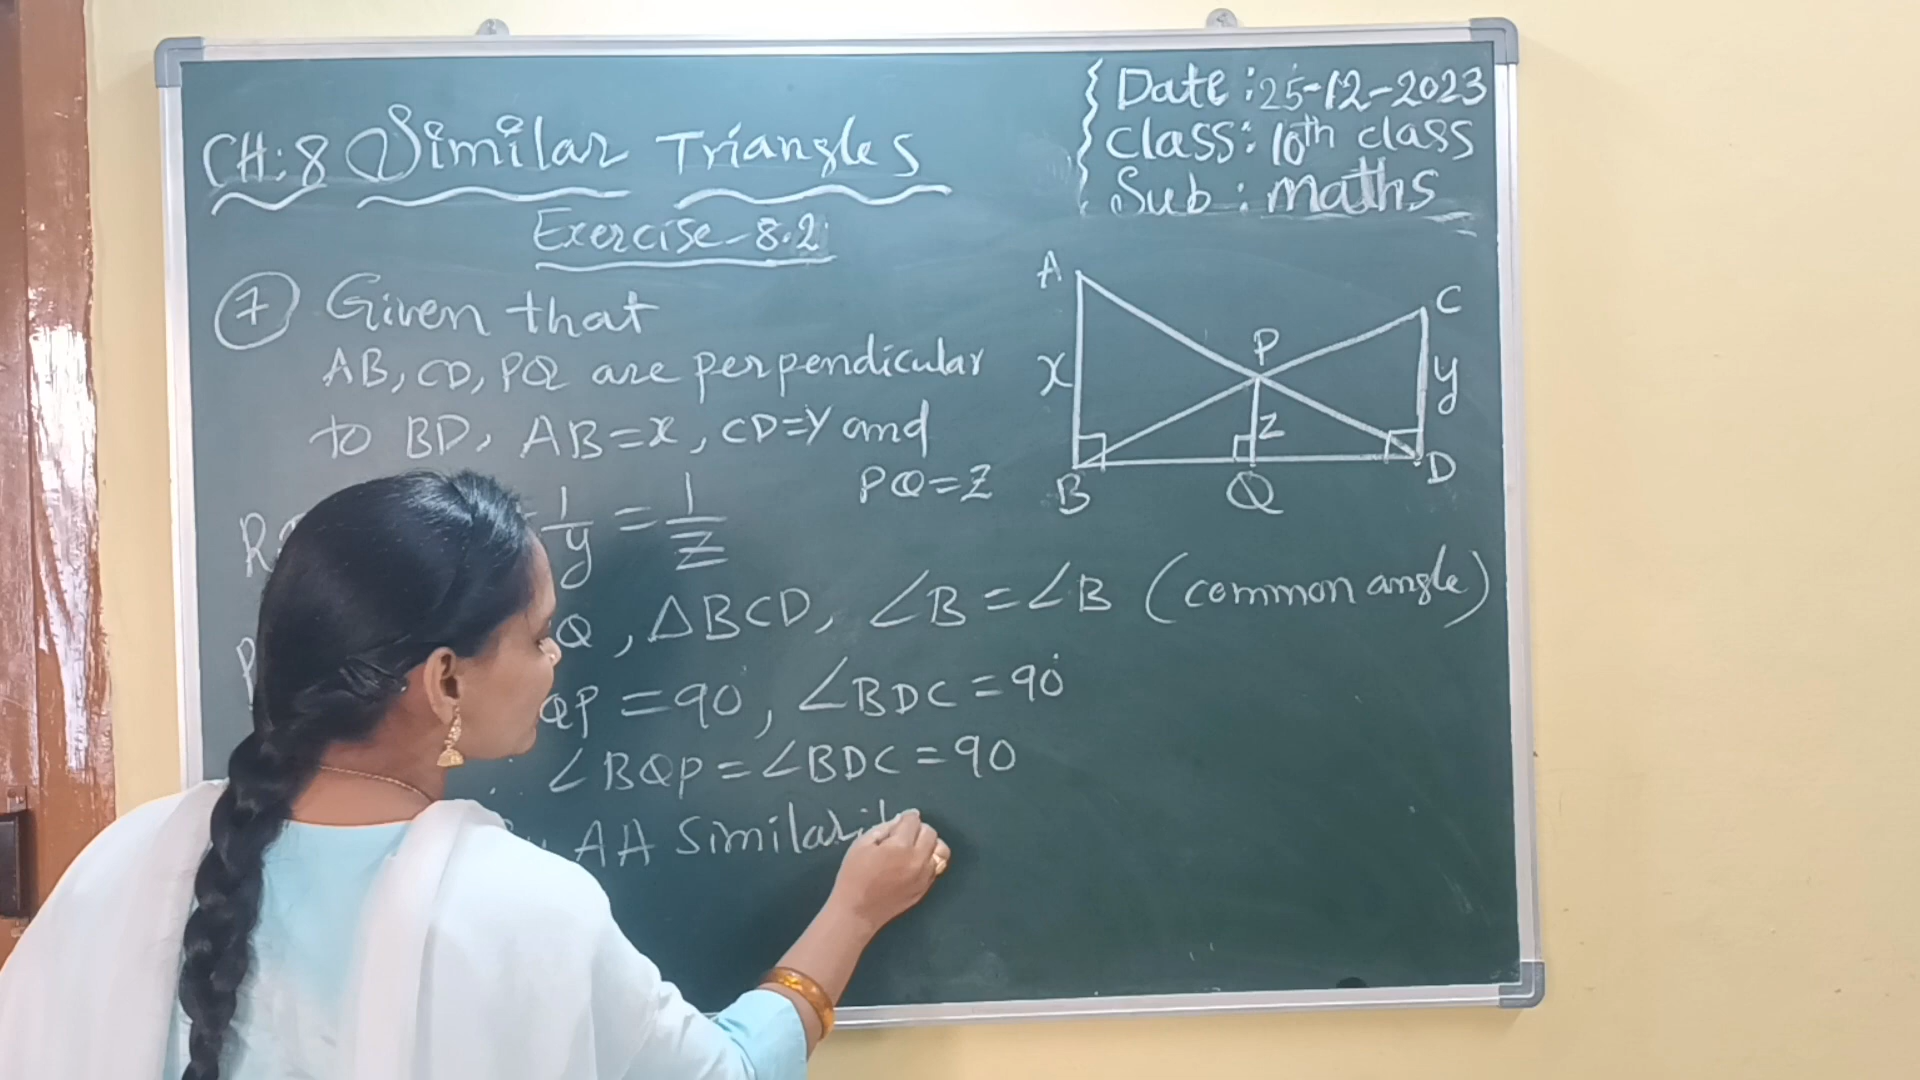 CH:8 Similar Triangles
Exercise-8.2
{ Date : 25-12-2023
Class: 10th class
Sub : maths
7 Given that
AB, CD, PQ are perpendicular
to BD, AB=x, CD=Y and
PQ=Z
1/y = 1/Z
Q, △BCD, ∠B=∠B (common angle)
QP = 90, ∠BDC = 90
∠BQP = ∠BDC = 90
AA Similarit
A
C
P
x
y
Z
B
Q
D